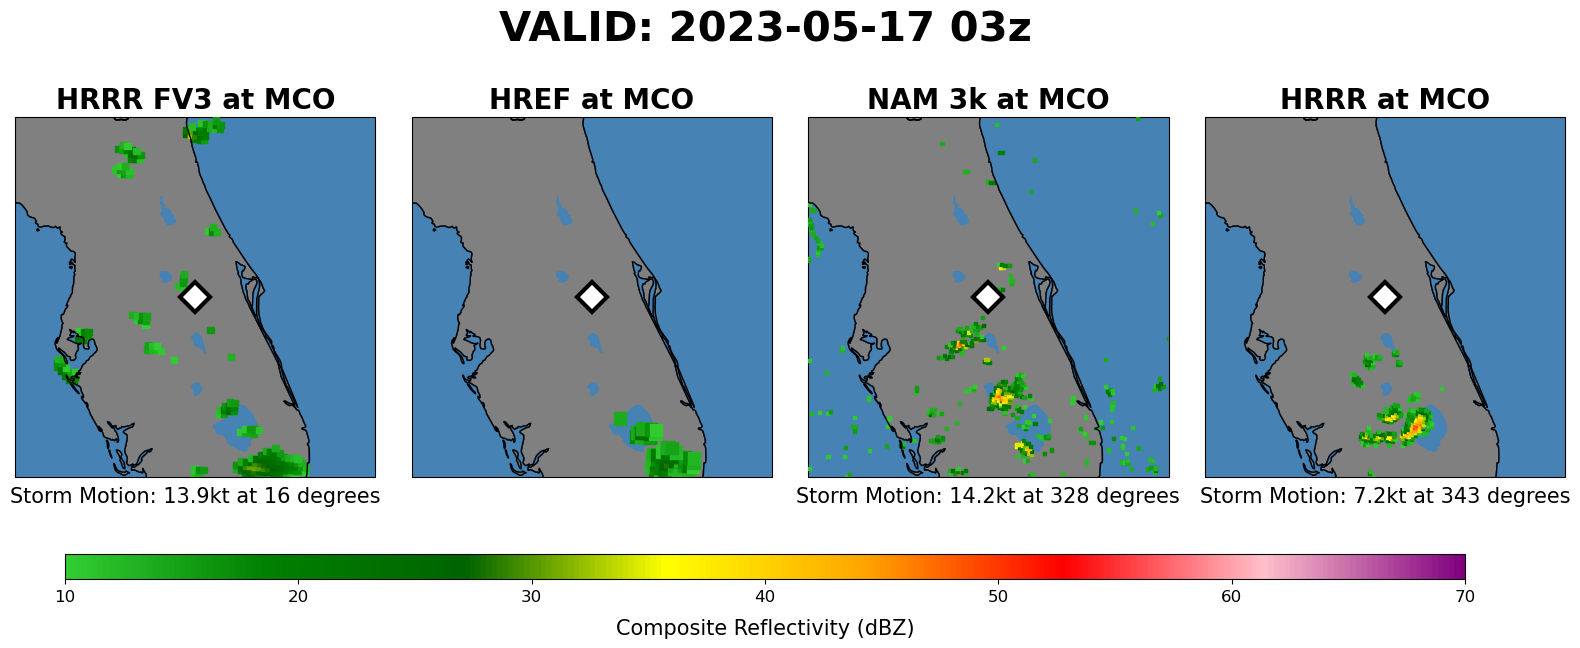 VALID: 2023-05-17 03z
HRRR FV3 at MCO
HREF at MCO
NAM 3k at MCO
HRRR at MCO
Storm Motion: 13.9kt at 16 degrees
Storm Motion: 14.2kt at 328 degrees
Storm Motion: 7.2kt at 343 degrees
10 20 30 40 50 60 70
Composite Reflectivity (dBZ)